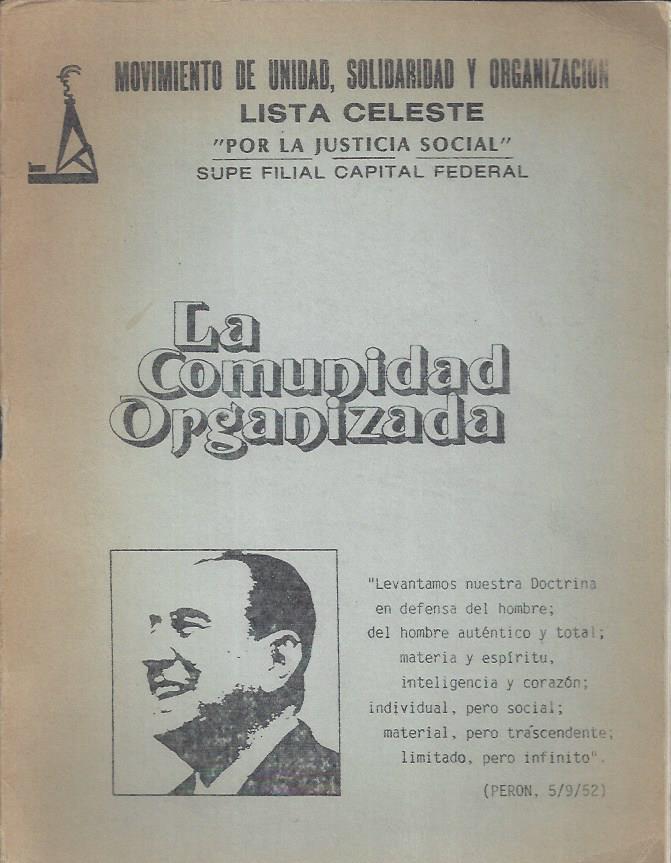 MOVIMIENTO DE UNIDAD, SOLIDARIDAD Y ORGANIZACION
LISTA CELESTE
"POR LA JUSTICIA SOCIAL"
SUPE FILIAL CAPITAL FEDERAL
La
Comunidad
Organizada
"Levantamos nuestra Doctrina
en defensa del hombre;
del hombre auténtico y total;
materia y espíritu,
inteligencia y corazón;
individual, pero social;
material, pero trascendente;
limitado, pero infinito".
(PERON, 5/9/52)